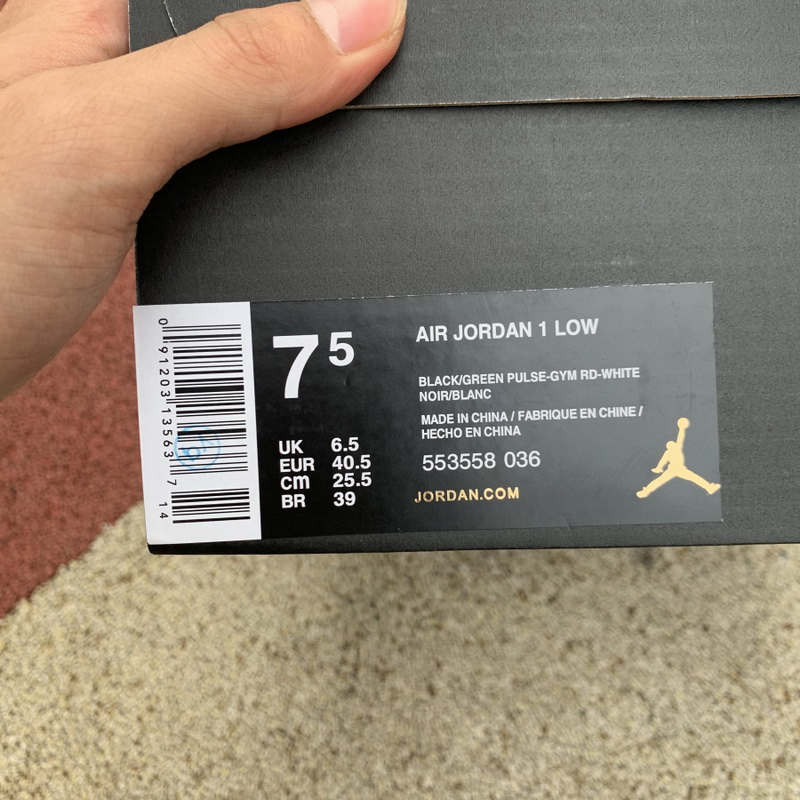 0 91203 13563 7 14
7 5
UK 6.5
EUR 40.5
cm 25.5
BR 39
AIR JORDAN 1 LOW
BLACK/GREEN PULSE-GYM RD-WHITE
NOIR/BLANC
MADE IN CHINA / FABRIQUE EN CHINE /
HECHO EN CHINA
553558 036
JORDAN.COM